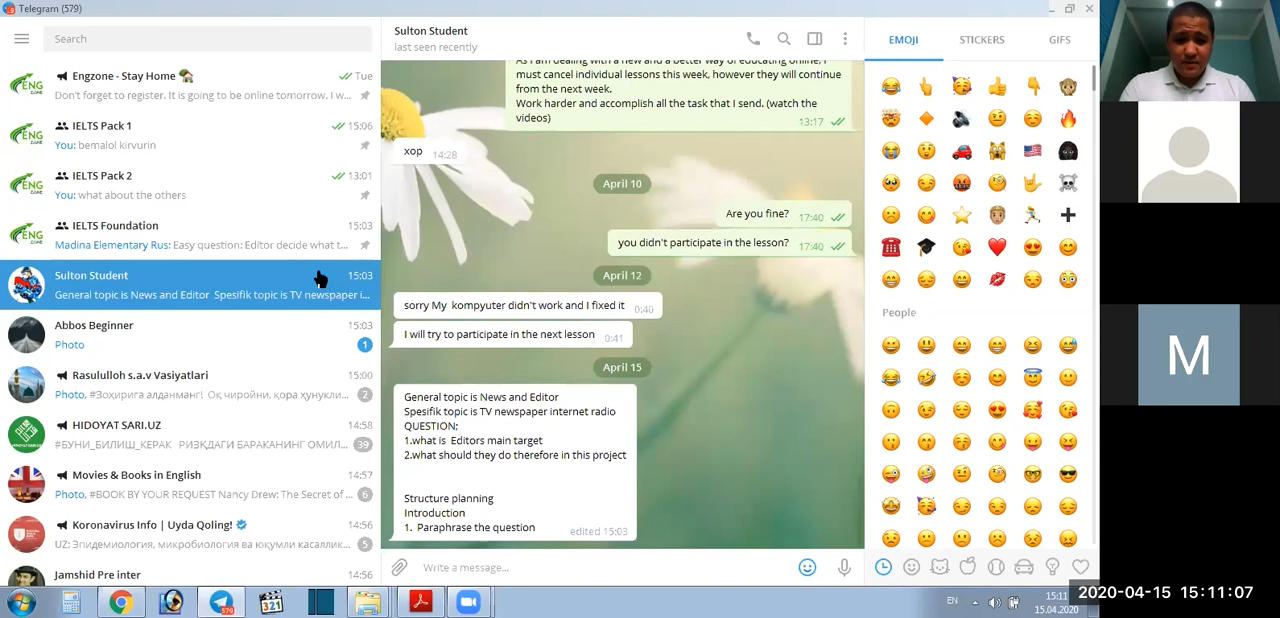 Telegram (579)
Search
Engzone - Stay Home
Tue
Don't forget to register. It is going to be online tomorrow. I w...
IELTS Pack 1
15:06
You: bemalol kirvurin
IELTS Pack 2
13:01
You: what about the others
IELTS Foundation
15:03
Madina Elementary Rus: Easy question: Editor decide what t...
Sulton Student
15:03
General topic is News and Editor Spesifik topic is TV newspaper i...
Abbos Beginner
15:03
Photo
1
Rasululloh s.a.v Vasiyatlari
15:00
Photo, #Зоҳирига алданманг! Оқ чиройни, қора ҳунукли...
2
HIDOYAT SARI.UZ
14:58
#БУНИ_БИЛИШ_КЕРАК РИЗҚДАГИ БАРАКАНИНГ ОМИЛ...
39
Movies & Books in English
14:57
Photo, #BOOK BY YOUR REQUEST Nancy Drew: The Secret of ...
6
Koronavirus Info | Uyda Qoling!
14:56
UZ: Эпидемиология, микробиология ва юқумли касаллик...
5
Jamshid Pre inter
14:56
Sulton Student
last seen recently
As I am dealing with a new and a better way of educating online, I
must cancel individual lessons this week, however they will continue
from the next week.
Work harder and accomplish all the task that I send. (watch the
videos)
13:17
xop
14:28
April 10
Are you fine?
17:40
you didn't participate in the lesson?
17:40
April 12
sorry My kompyuter didn't work and I fixed it
0:40
I will try to participate in the next lesson
0:41
April 15
General topic is News and Editor
Spesifik topic is TV newspaper internet radio
QUESTION;
1.what is Editors main target
2.what should they do therefore in this project
Structure planning
Introduction
1. Paraphrase the question
edited 15:03
Write a message...
EMOJI
STICKERS
GIFS
People
M
ENG
ZONE
ENG
ZONE
ENG
ZONE
ENG
ZONE
321
579
EN
15:11
15.04.2020
2020-04-15 15:11:07